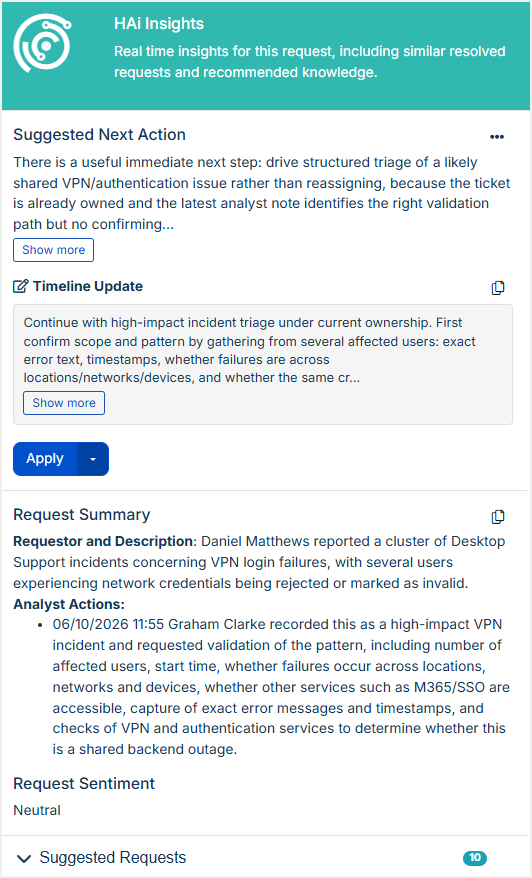 HAi Insights
Real time insights for this request, including similar resolved
requests and recommended knowledge.
Suggested Next Action
There is a useful immediate next step: drive structured triage of a likely
shared VPN/authentication issue rather than reassigning, because the ticket
is already owned and the latest analyst note identifies the right validation
path but no confirming...
Show more
Timeline Update
Continue with high-impact incident triage under current ownership. First
confirm scope and pattern by gathering from several affected users: exact
error text, timestamps, whether failures are across
locations/networks/devices, and whether the same cr...
Show more
Apply
Request Summary
Requestor and Description: Daniel Matthews reported a cluster of Desktop
Support incidents concerning VPN login failures, with several users
experiencing network credentials being rejected or marked as invalid.
Analyst Actions:
• 06/10/2026 11:55 Graham Clarke recorded this as a high-impact VPN
incident and requested validation of the pattern, including number of
affected users, start time, whether failures occur across locations,
networks and devices, whether other services such as M365/SSO are
accessible, capture of exact error messages and timestamps, and
checks of VPN and authentication services to determine whether this
is a shared backend outage.
Request Sentiment
Neutral
Suggested Requests 10